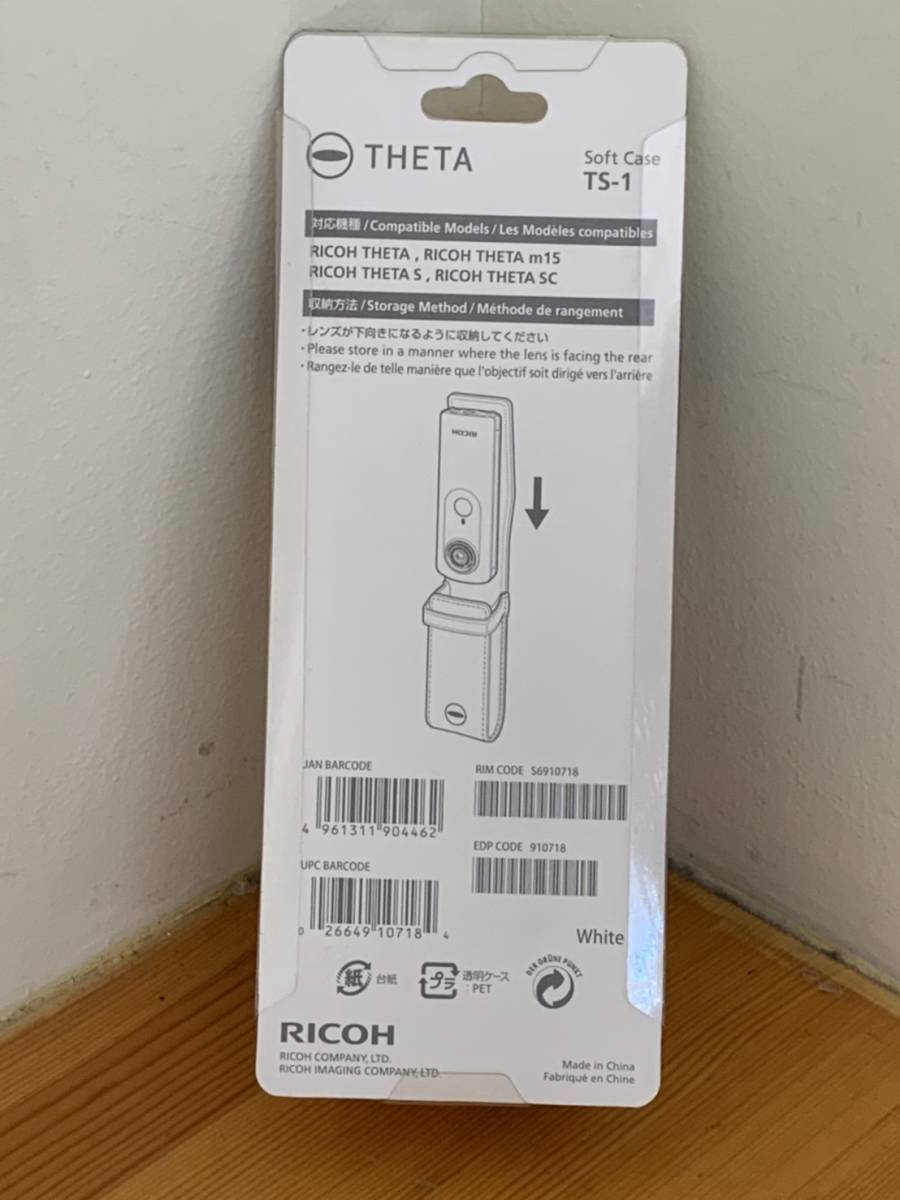 THETA
Soft Case
TS-1
対応機種 / Compatible Models / Les Modèles compatibles
RICOH THETA , RICOH THETA m15
RICOH THETA S , RICOH THETA SC
収納方法 / Storage Method / Méthode de rangement
・レンズが下向きになるように収納してください
・Please store in a manner where the lens is facing the rear
・Rangez-le de telle manière que l'objectif soit dirigé vers l'arrière
RICOH
JAN BARCODE
4 961311 904462
RIM CODE S6910718
EDP CODE 910718
UPC BARCODE
0 26649 10718 4
White
紙 台紙
プラ 透明ケース
: PET
DER GRÜNE PUNKT
RICOH
RICOH COMPANY, LTD.
RICOH IMAGING COMPANY, LTD
Made in China
Fabriqué en Chine